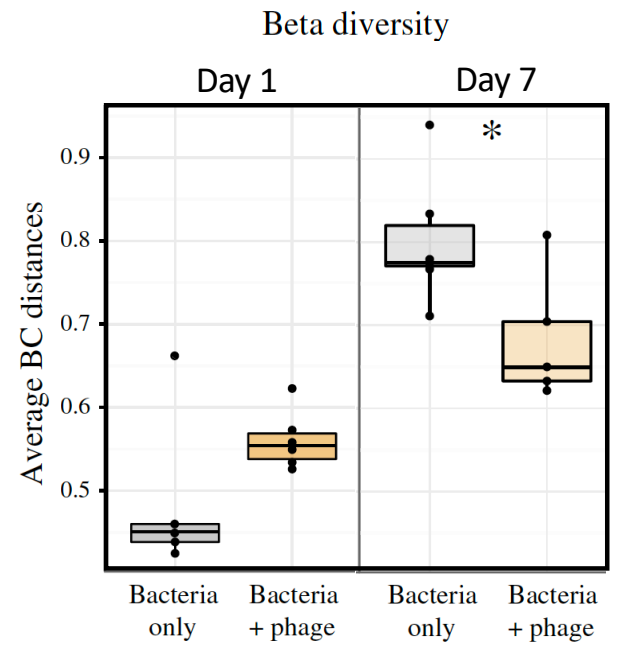 Beta diversity
Day 1
Day 7
*
Average BC distances
0.9
0.8
0.7
0.6
0.5
Bacteria
only
Bacteria
+ phage
Bacteria
only
Bacteria
+ phage